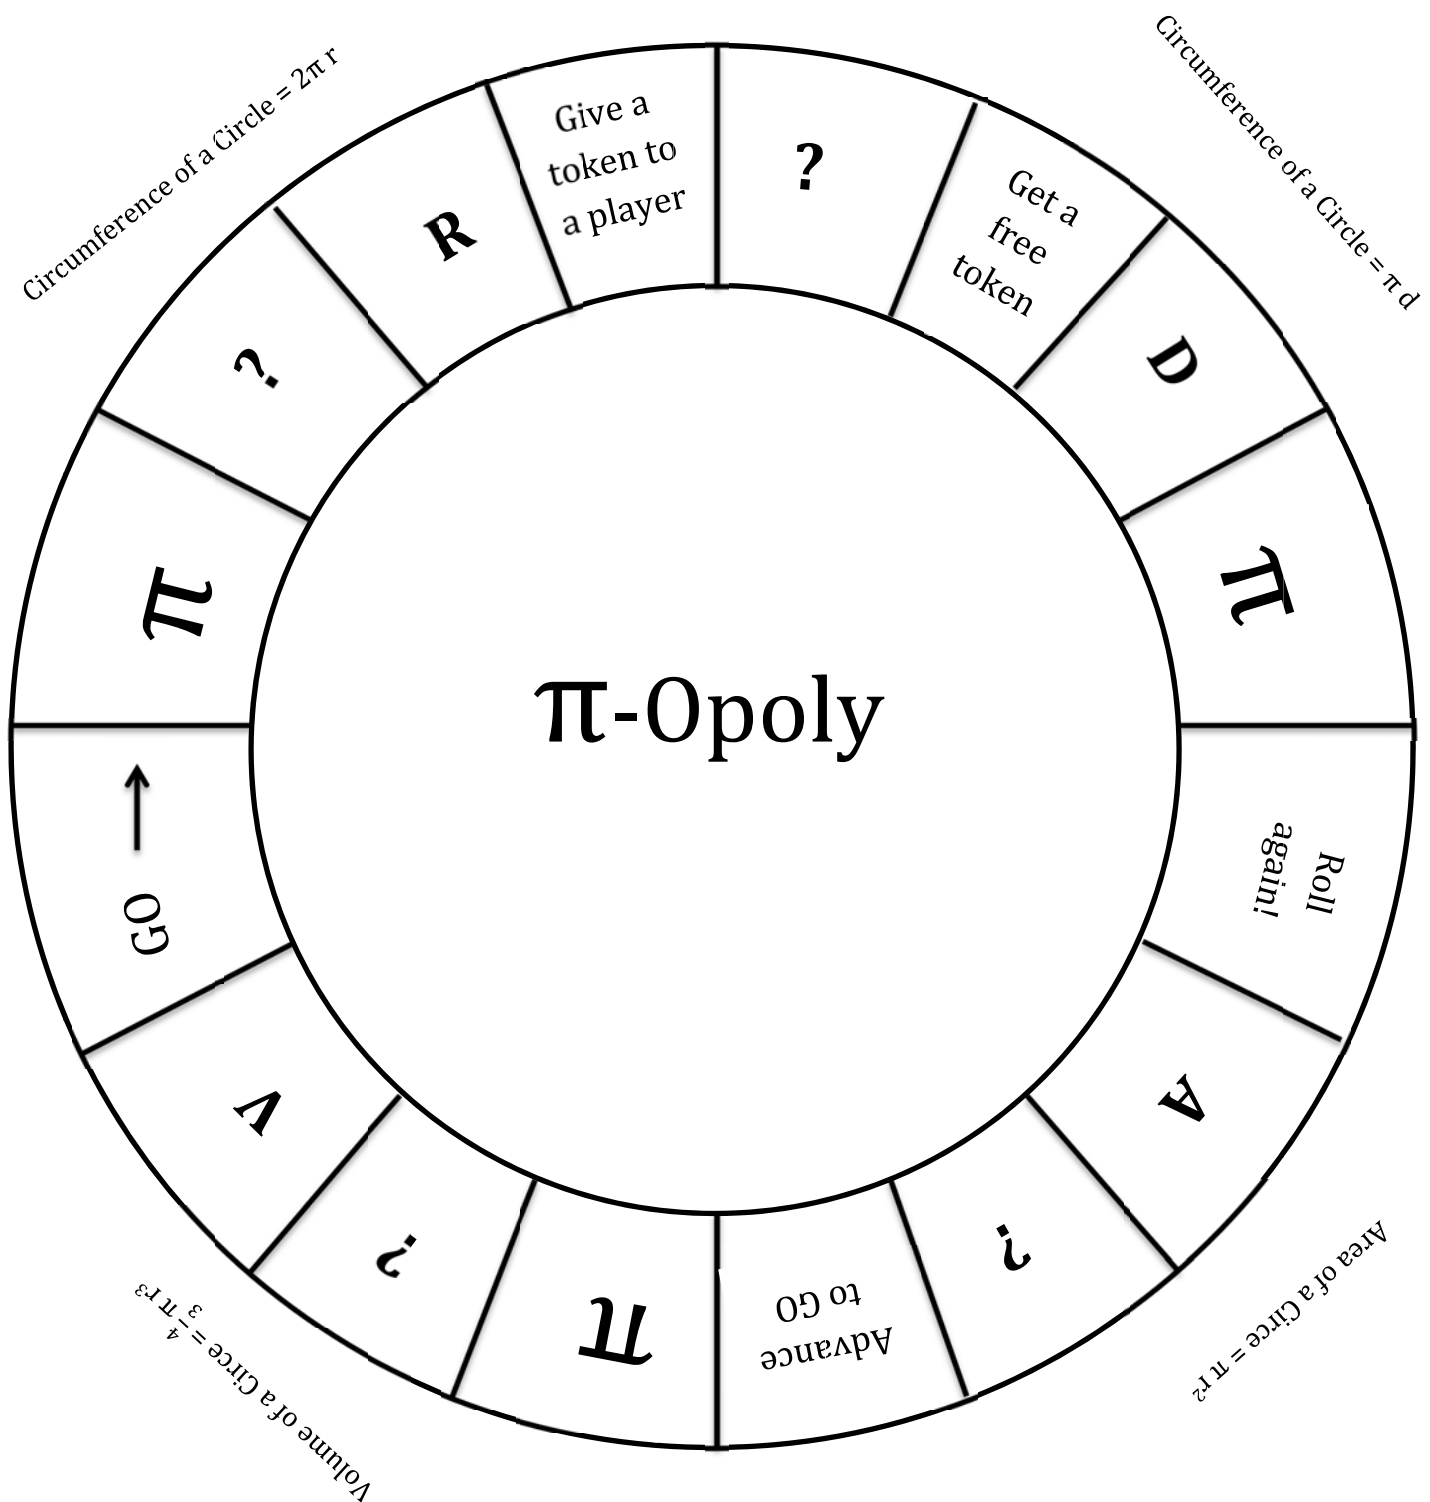 Circumference of a Circle = 2π r
Circumference of a Circle = π d
Give a
token to
a player
?
Get a
free
token
D
π
Roll
again!
A
?
Advance
to GO
π
?
V
GO
π
?
R
π-Opoly
Area of a Circe = π r²
Volume of a Circe = 4/3 π r³